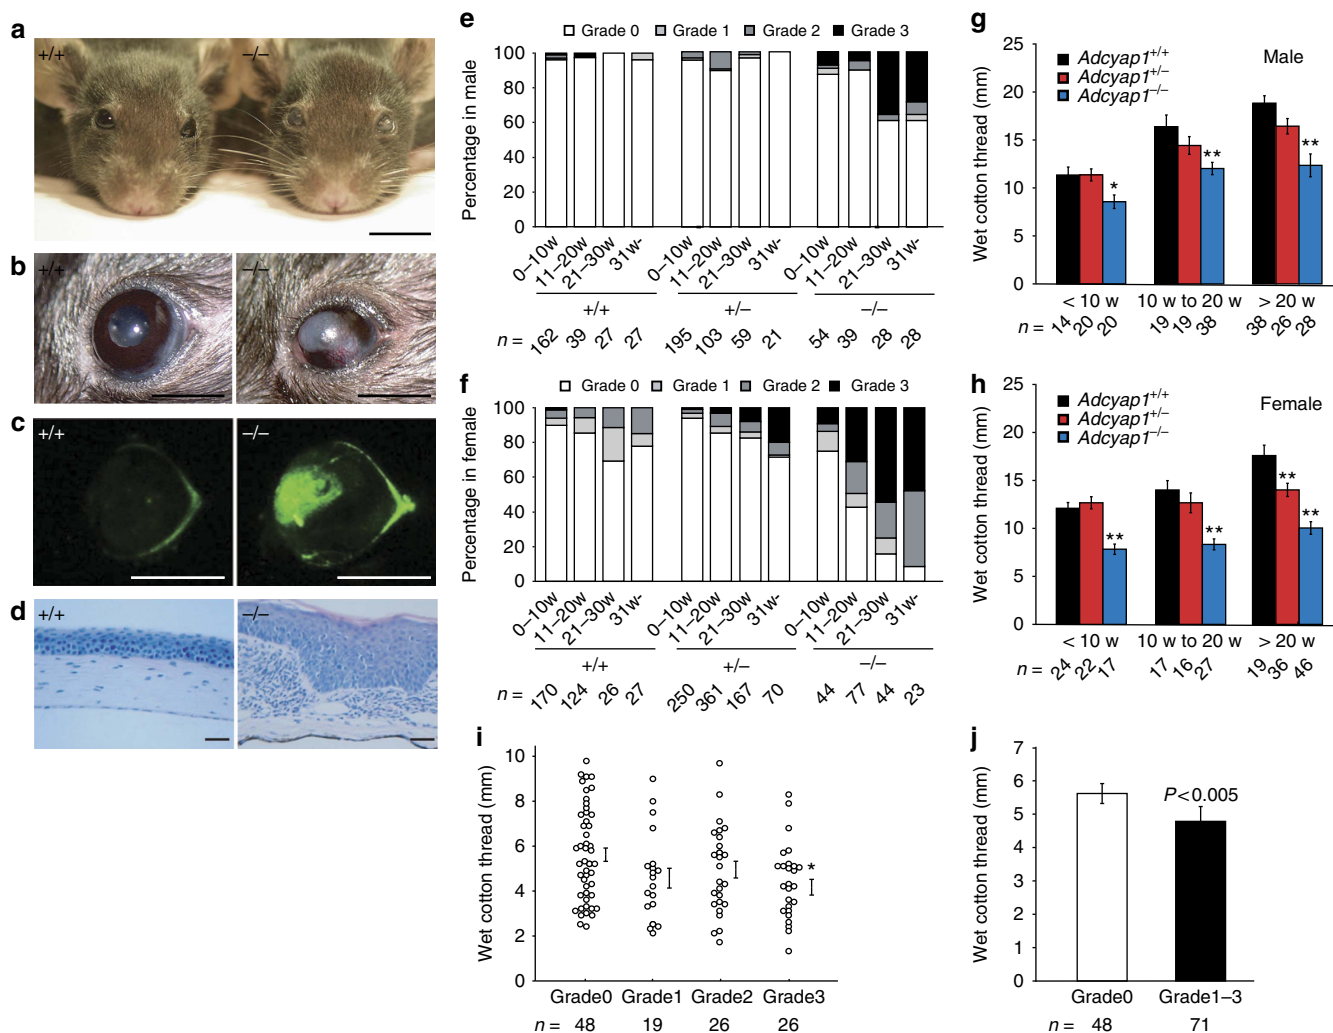 a
+/+
–/–
b
+/+
–/–
c
+/+
–/–
d
+/+
–/–
e
Grade 0 Grade 1 Grade 2 Grade 3
Percentage in male
100
80
60
40
20
0
0–10w 11–20w 21–30w 31w- 0–10w 11–20w 21–30w 31w- 0–10w 11–20w 21–30w 31w-
+/+ +/– –/–
n = 162 39 27 27 195 103 59 21 54 39 28 28
f
Grade 0 Grade 1 Grade 2 Grade 3
Percentage in female
100
80
60
40
20
0
0–10w 11–20w 21–30w 31w- 0–10w 11–20w 21–30w 31w- 0–10w 11–20w 21–30w 31w-
+/+ +/– –/–
n = 170 124 26 27 250 361 167 70 44 77 44 23
g
Wet cotton thread (mm)
25
20
15
10
5
0
Adcyap1+/+
Adcyap1+/–
Adcyap1–/–
Male
* ** **
< 10 w 10 w to 20 w > 20 w
n = 14 20 20 19 19 38 38 26 28
h
Wet cotton thread (mm)
25
20
15
10
5
0
Adcyap1+/+
Adcyap1+/–
Adcyap1–/–
Female
** ** ** **
< 10 w 10 w to 20 w > 20 w
n = 24 22 17 17 16 27 19 36 46
i
Wet cotton thread (mm)
10
8
6
4
2
0
*
Grade0 Grade1 Grade2 Grade3
n = 48 19 26 26
j
Wet cotton thread (mm)
7
6
5
4
3
2
1
0
P<0.005
Grade0 Grade1–3
n = 48 71